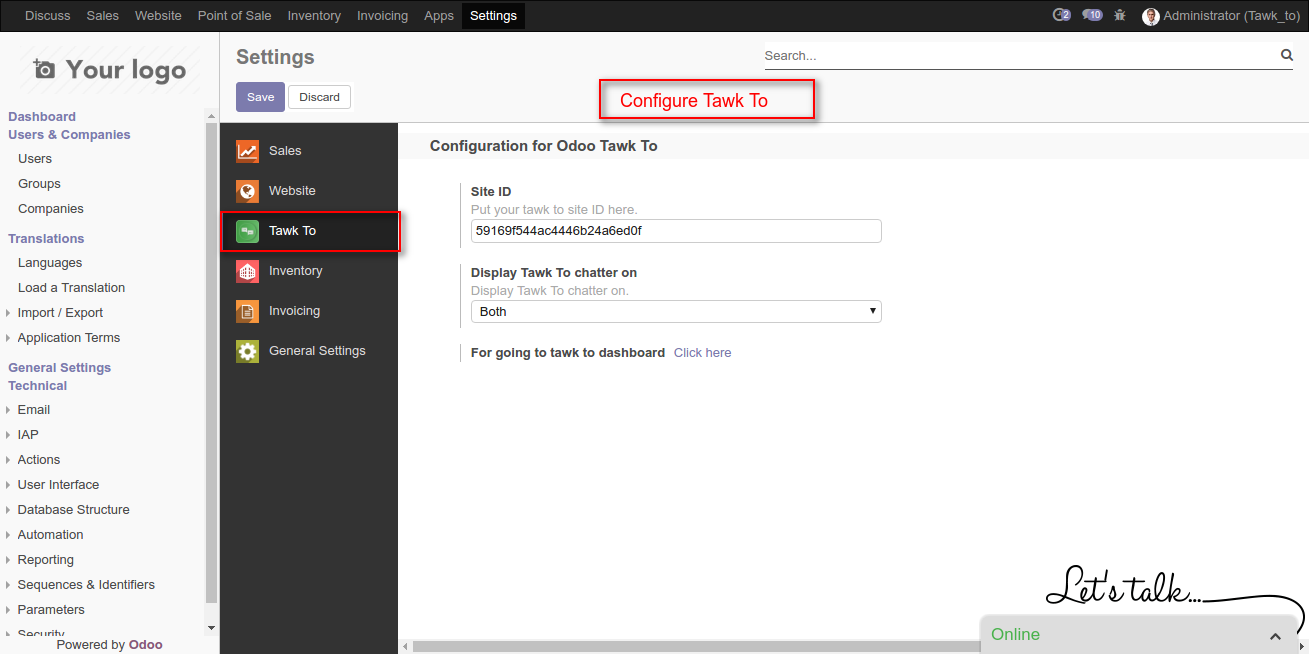 Discuss Sales Website Point of Sale Inventory Invoicing Apps Settings 2 10 Administrator (Tawk_to)
Your logo
Dashboard
Users & Companies
Users
Groups
Companies
Translations
Languages
Load a Translation
Import / Export
Application Terms
General Settings
Technical
Email
IAP
Actions
User Interface
Database Structure
Automation
Reporting
Sequences & Identifiers
Parameters
Security
Powered by Odoo
Settings
Search...
Save Discard
Configure Tawk To
Sales
Website
Tawk To
Inventory
Invoicing
General Settings
Configuration for Odoo Tawk To
Site ID
Put your tawk to site ID here.
59169f544ac4446b24a6ed0f
Display Tawk To chatter on
Display Tawk To chatter on.
Both
For going to tawk to dashboard Click here
Let's talk...
Online